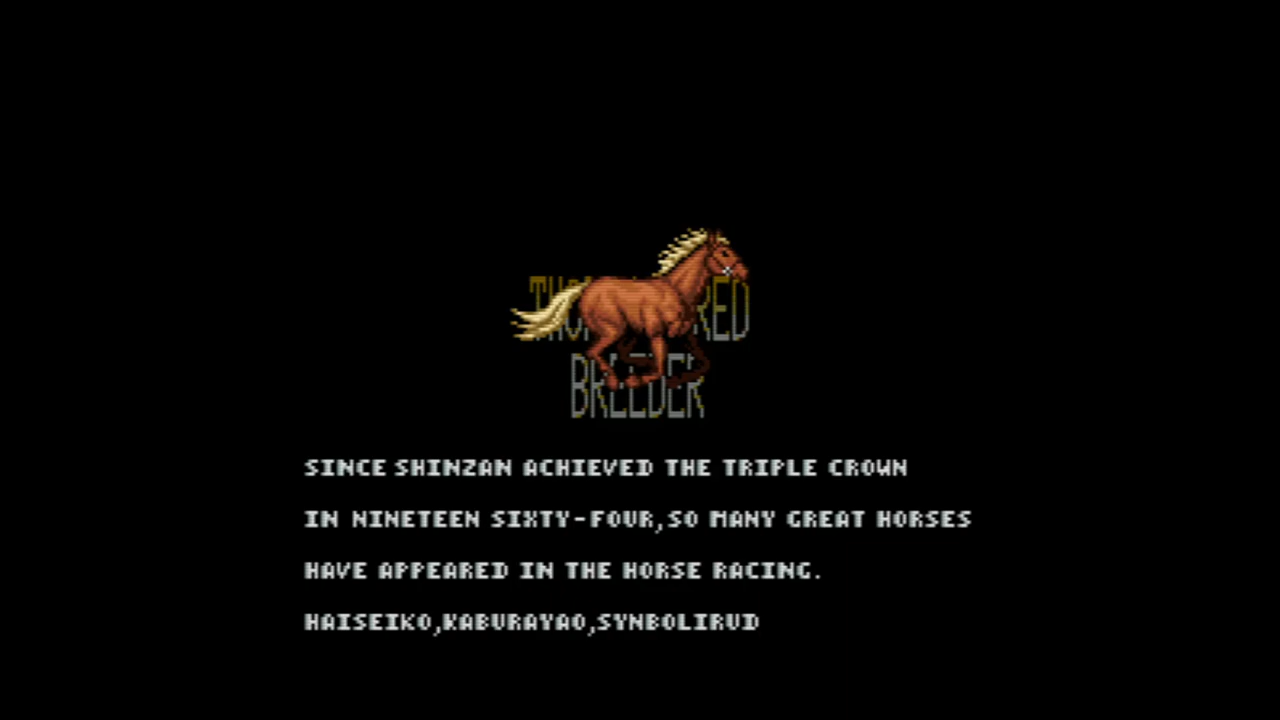 BREEDER
SINCE SHINZAN ACHIEVED THE TRIPLE CROWN
IN NINETEEN SIXTY-FOUR,SO MANY GREAT HORSES
HAVE APPEARED IN THE HORSE RACING.
HAISEIKO,KABURAYAO,SYNBOLIRUD